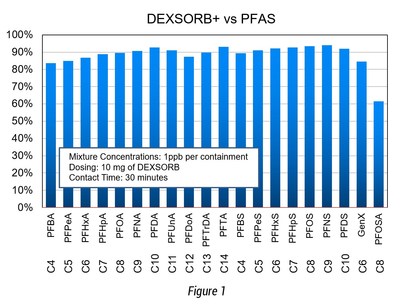 DEXSORB+ vs PFAS
100%
90%
80%
70%
60%
50%
40%
30%
20%
10%
0%
Mixture Concentrations: 1ppb per containment
Dosing: 10 mg of DEXSORB
Contact Time: 30 minutes
PFBA PFPeA PFHxA PFHpA PFOA PFNA PFDA PFUnA PFDoA PFTrDA PFTA PFBS PFPeS PFHxS PFHpS PFOS PFNS PFDS GenX PFOSA
C4 C5 C6 C7 C8 C9 C10 C11 C12 C13 C14 C4 C5 C6 C7 C8 C9 C10 C6 C8
Figure 1